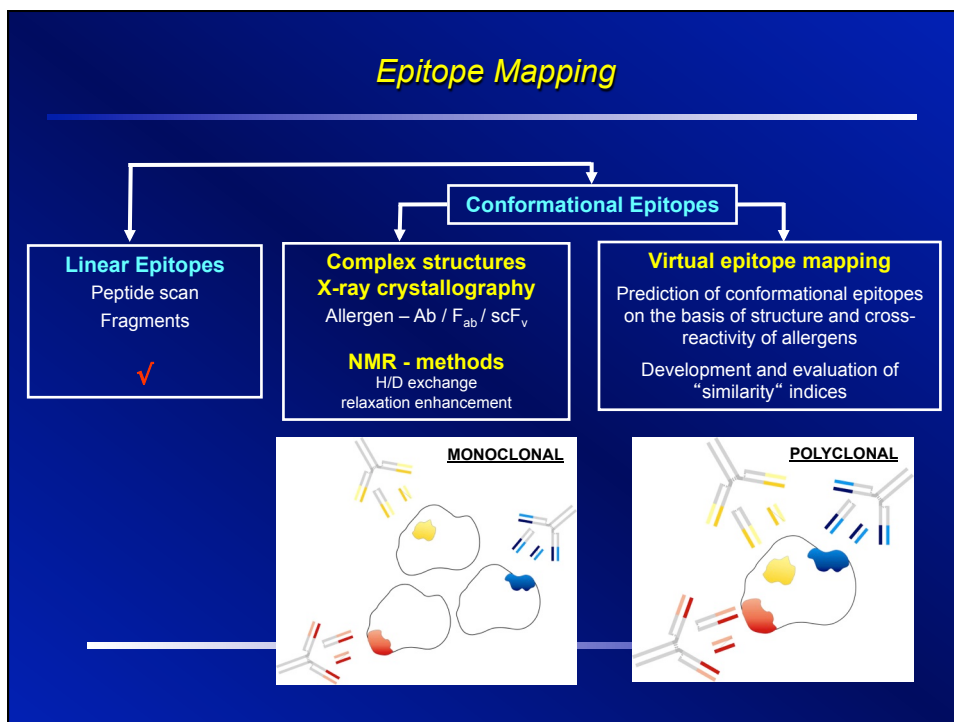 Epitope Mapping
Conformational Epitopes
Linear Epitopes
Peptide scan
Fragments
√
Complex structures
X-ray crystallography
Allergen – Ab / Fab / scFv
NMR - methods
H/D exchange
relaxation enhancement
Virtual epitope mapping
Prediction of conformational epitopes
on the basis of structure and cross-
reactivity of allergens
Development and evaluation of
“similarity“ indices
MONOCLONAL
POLYCLONAL